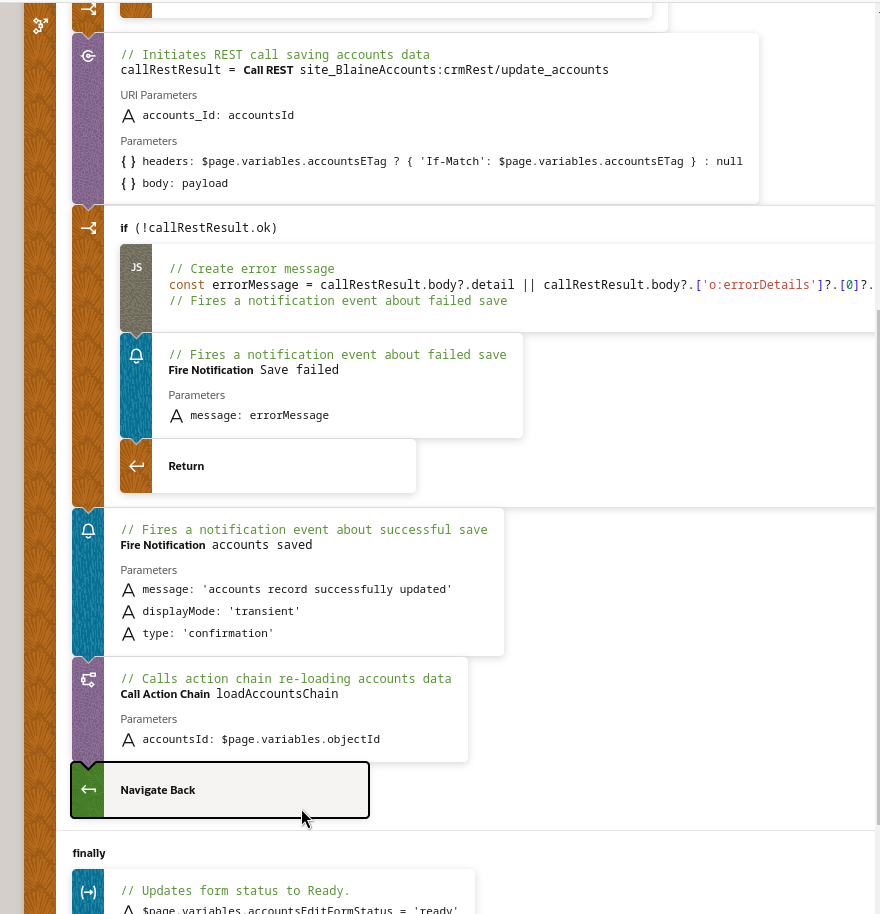 // Initiates REST call saving accounts data
callRestResult = Call REST site_BlaineAccounts:crmRest/update_accounts
URI Parameters
A accounts_Id: accountsId
Parameters
{ } headers: $page.variables.accountsETag ? { 'If-Match': $page.variables.accountsETag } : null
{ } body: payload
if (!callRestResult.ok)
JS
// Create error message
const errorMessage = callRestResult.body?.detail || callRestResult.body?.['o:errorDetails']?.[0]?.
// Fires a notification event about failed save
// Fires a notification event about failed save
Fire Notification Save failed
Parameters
A message: errorMessage
Return
// Fires a notification event about successful save
Fire Notification accounts saved
Parameters
A message: 'accounts record successfully updated'
A displayMode: 'transient'
A type: 'confirmation'
// Calls action chain re-loading accounts data
Call Action Chain loadAccountsChain
Parameters
A accountsId: $page.variables.objectId
Navigate Back
finally
// Updates form status to Ready.
A $page.variables.accountsEditFormStatus = 'ready'